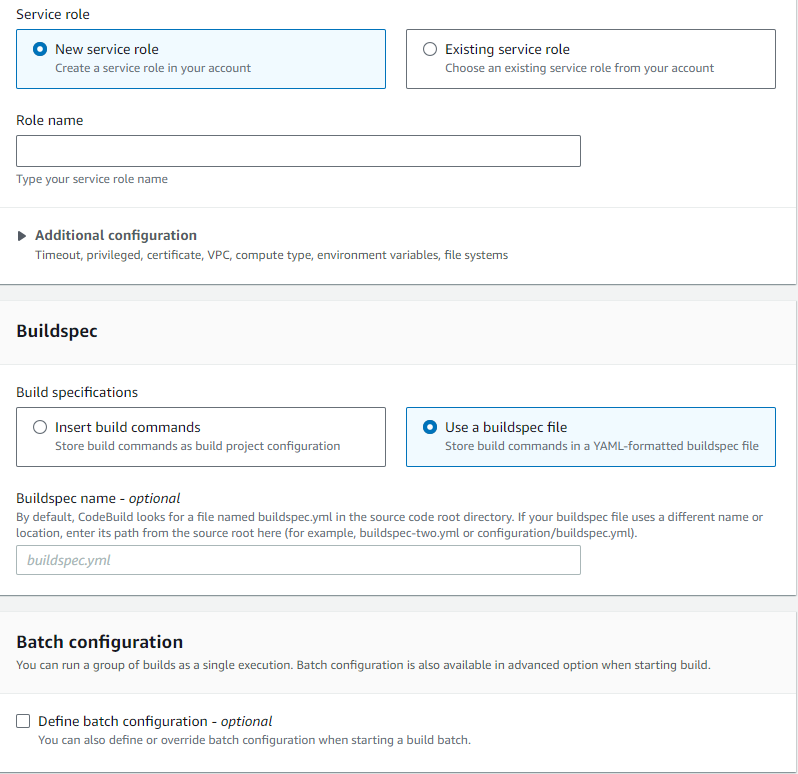 Service role
New service role
Create a service role in your account
Existing service role
Choose an existing service role from your account
Role name
Type your service role name
Additional configuration
Timeout, privileged, certificate, VPC, compute type, environment variables, file systems
Buildspec
Build specifications
Insert build commands
Store build commands as build project configuration
Use a buildspec file
Store build commands in a YAML-formatted buildspec file
Buildspec name - optional
By default, CodeBuild looks for a file named buildspec.yml in the source code root directory. If your buildspec file uses a different name or
location, enter its path from the source root here (for example, buildspec-two.yml or configuration/buildspec.yml).
buildspec.yml
Batch configuration
You can run a group of builds as a single execution. Batch configuration is also available in advanced option when starting build.
Define batch configuration - optional
You can also define or override batch configuration when starting a build batch.